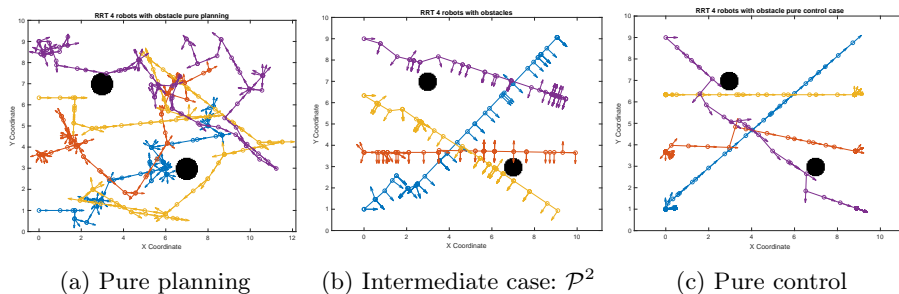 RRT 4 robots with obstacle pure planning
RRT 4 robots with obstacles
RRT 4 robots with obstacle pure control case
10
9
8
7
6
5
4
3
2
1
0
Y Coordinate
0 2 4 6 8 10 12
X Coordinate
10
9
8
7
6
5
4
3
2
1
0
Y Coordinate
0 2 4 6 8 10
X Coordinate
10
9
8
7
6
5
4
3
2
1
0
Y Coordinate
0 2 4 6 8 10
X Coordinate
(a) Pure planning
(b) Intermediate case: 𝒫²
(c) Pure control